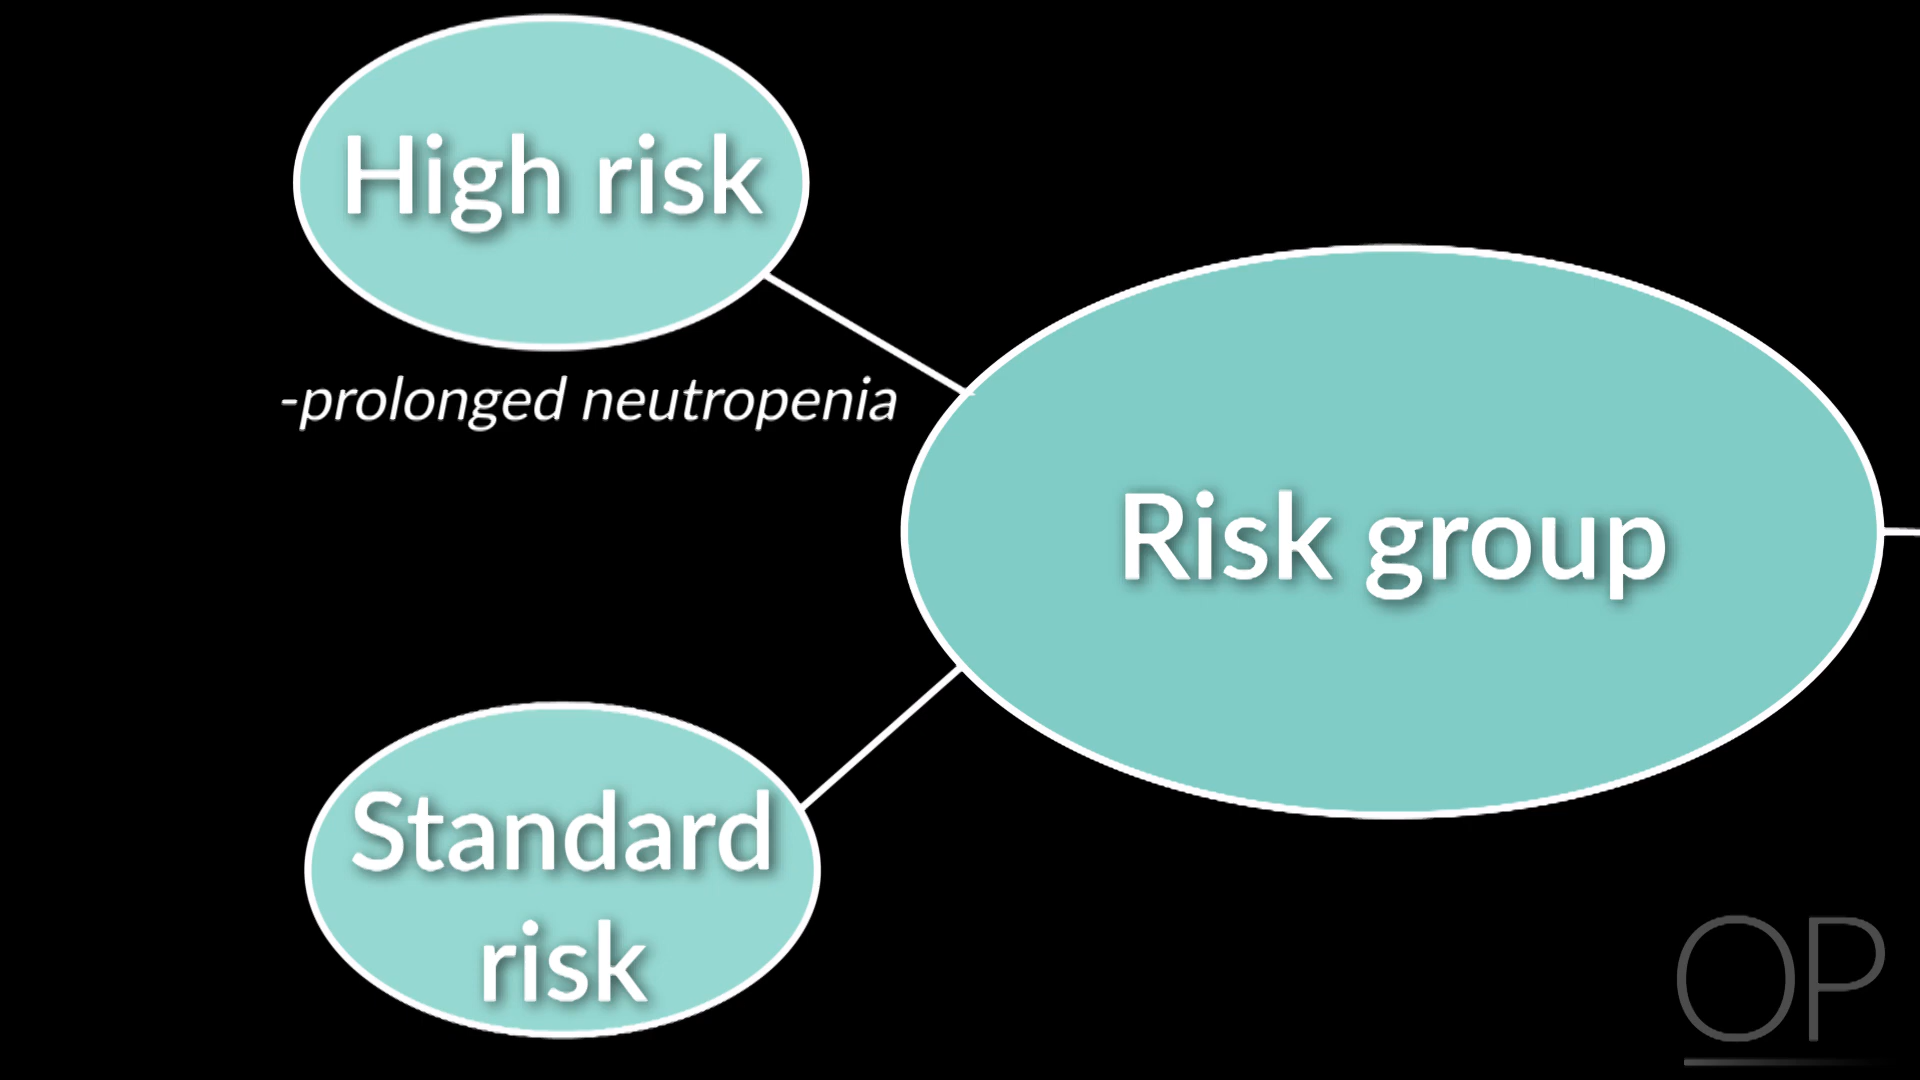 High risk
-prolonged neutropenia
Risk group
Standard
risk
OP